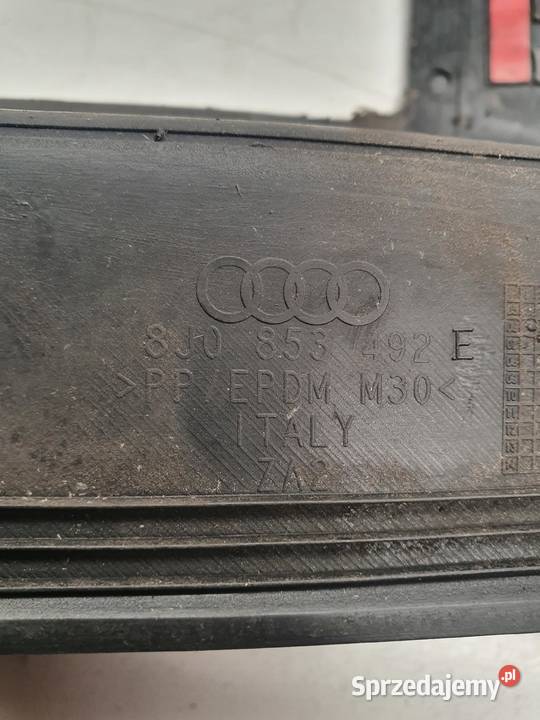 8J0 853 492 E
>PP/EPDM M30<
ITALY
ZA2
Sprzedajemy.pl